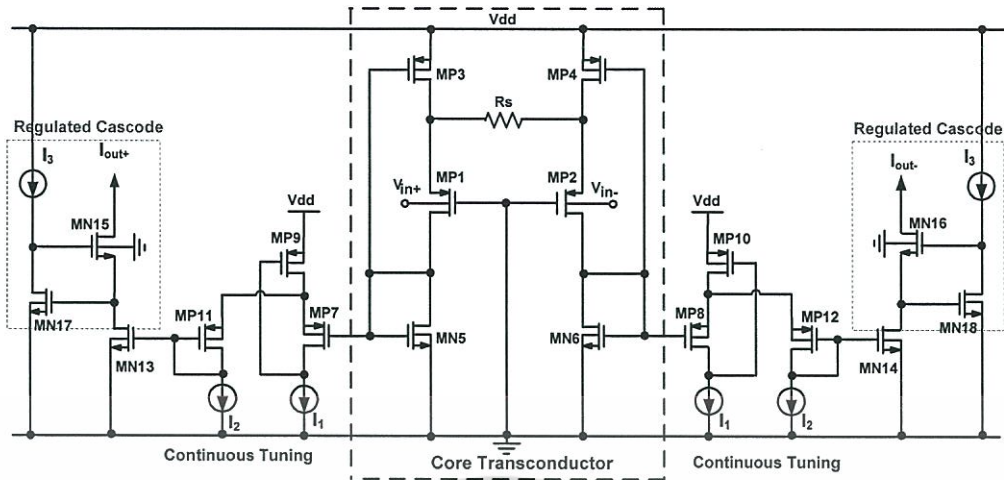 Vdd
MP3
MP4
Rs
Regulated Cascode
Regulated Cascode
I3
Iout+
Iout-
I3
MP1
MP2
Vin+
Vin-
Vdd
Vdd
MN15
MN16
MP9
MP10
MP11
MP7
MP8
MP12
MN17
MN18
MN5
MN6
MN13
MN14
I2
I1
I1
I2
Continuous Tuning
Core Transconductor
Continuous Tuning